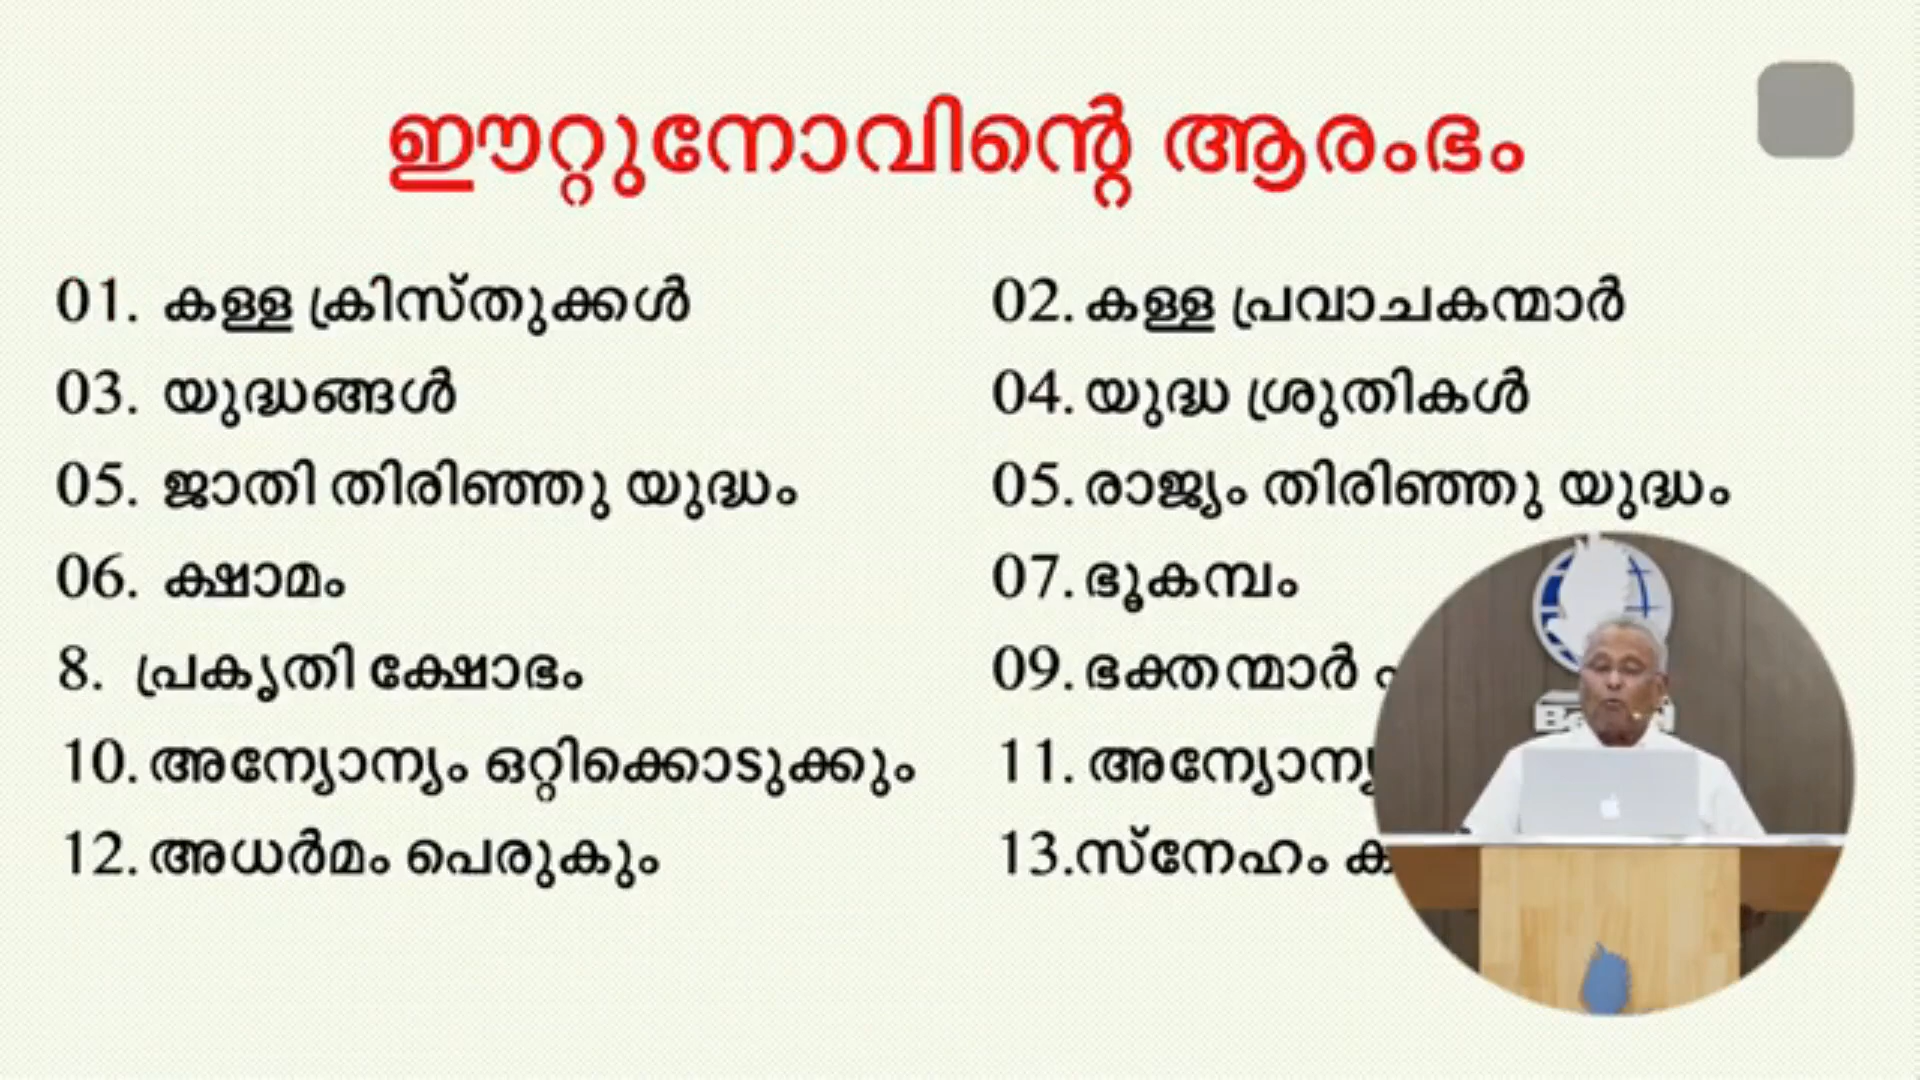 ഈറ്റുനോവിന്റെ ആരംഭം
01. കള്ള ക്രിസ്തുക്കൾ
02. കള്ള പ്രവാചകന്മാർ
03. യുദ്ധങ്ങൾ
04. യുദ്ധ ശ്രുതികൾ
05. ജാതി തിരിഞ്ഞു യുദ്ധം
05. രാജ്യം തിരിഞ്ഞു യുദ്ധം
06. ക്ഷാമം
07. ഭൂകമ്പം
8. പ്രകൃതി ക്ഷോഭം
09. ഭക്തന്മാർ
10. അന്യോന്യം ഒറ്റിക്കൊടുക്കും
11. അന്യോന്യ
12. അധർമം പെരുകും
13.സ്നേഹം